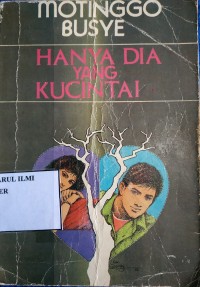 MOTINGGO
BUSYE
HANYA DIA
YANG
KUCINTAI
ARUL ILMI
ER